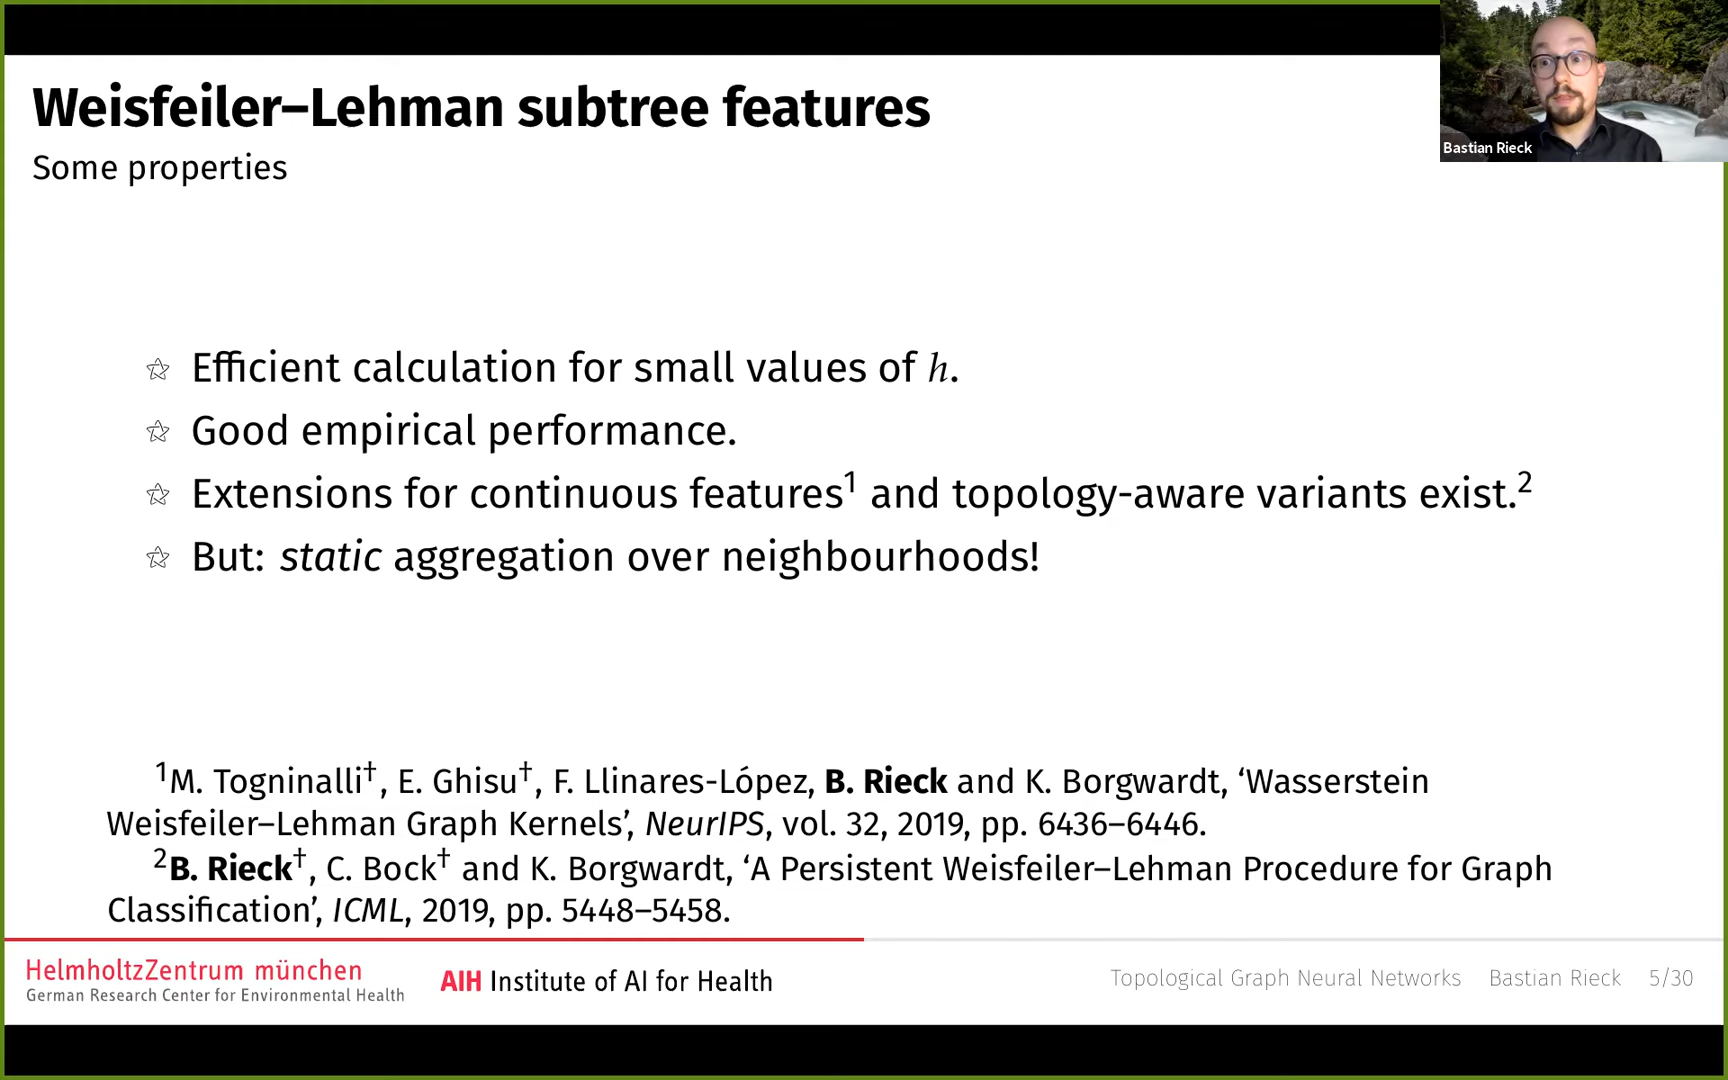 Weisfeiler–Lehman subtree features
Some properties
Bastian Rieck
☆ Efficient calculation for small values of h.
☆ Good empirical performance.
☆ Extensions for continuous features¹ and topology-aware variants exist.²
☆ But: static aggregation over neighbourhoods!
¹M. Togninalli†, E. Ghisu†, F. Llinares-López, B. Rieck and K. Borgwardt, ‘Wasserstein
Weisfeiler–Lehman Graph Kernels’, NeurIPS, vol. 32, 2019, pp. 6436–6446.
²B. Rieck†, C. Bock† and K. Borgwardt, ‘A Persistent Weisfeiler–Lehman Procedure for Graph
Classification’, ICML, 2019, pp. 5448–5458.
HelmholtzZentrum münchen
German Research Center for Environmental Health
AIH Institute of AI for Health
Topological Graph Neural Networks Bastian Rieck 5/30